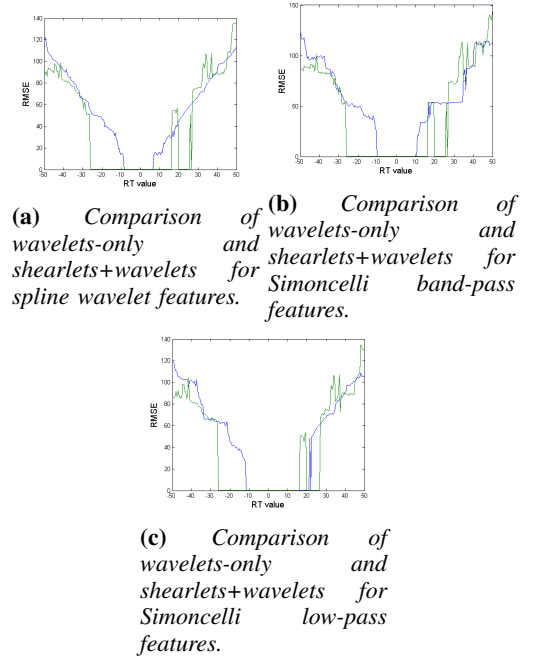 140
120
100
80
60
40
20
0
RMSE
-50 -40 -30 -20 -10 0 10 20 30 40 50
RT value
(a) Comparison of
wavelets-only and
shearlets+wavelets for
spline wavelet features.
150
100
50
0
RMSE
-50 -40 -30 -20 -10 0 10 20 30 40 50
RT value
(b) Comparison of
wavelets-only and
shearlets+wavelets for
Simoncelli band-pass
features.
140
120
100
80
60
40
20
0
RMSE
-50 -40 -30 -20 -10 0 10 20 30 40 50
RT value
(c) Comparison of
wavelets-only and
shearlets+wavelets for
Simoncelli low-pass
features.